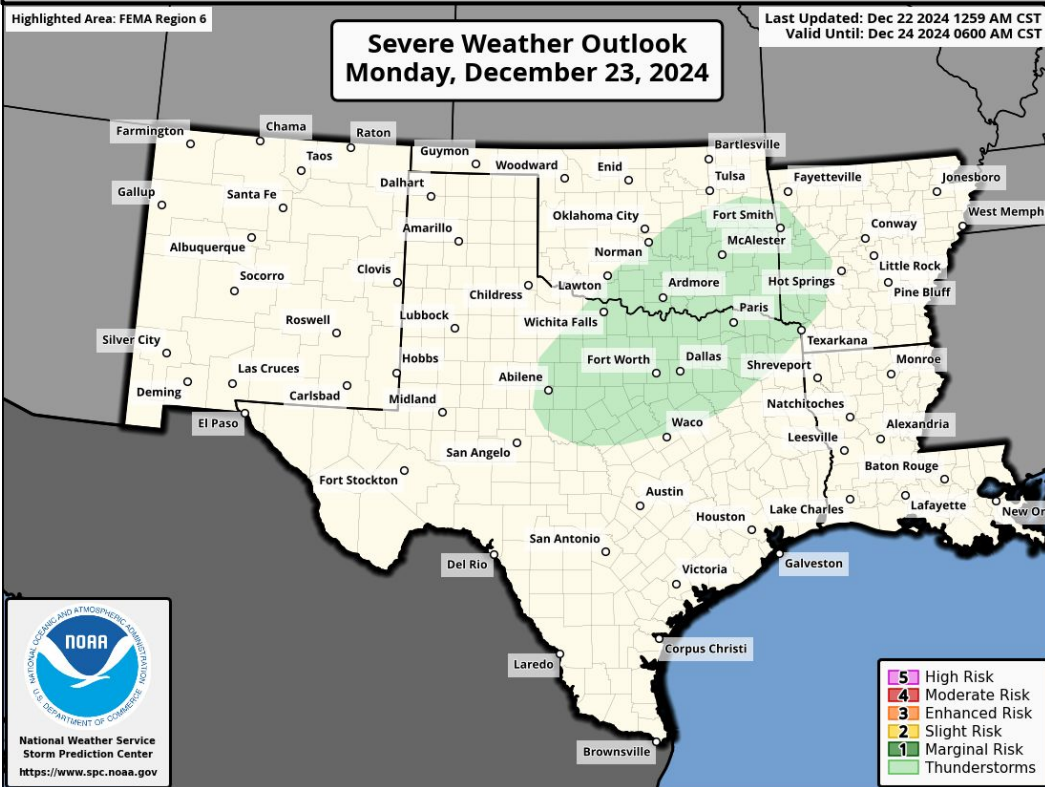 Highlighted Area: FEMA Region 6
Last Updated: Dec 22 2024 1259 AM CST
Valid Until: Dec 24 2024 0600 AM CST
Severe Weather Outlook
Monday, December 23, 2024
Farmington
Chama
Raton
Taos
Guymon
Woodward
Enid
Bartlesville
Tulsa
Fayetteville
Jonesboro
Gallup
Santa Fe
Dalhart
Oklahoma City
Fort Smith
West Memph
Albuquerque
Amarillo
Norman
McAlester
Conway
Socorro
Clovis
Childress
Lawton
Ardmore
Hot Springs
Little Rock
Pine Bluff
Roswell
Lubbock
Wichita Falls
Paris
Texarkana
Silver City
Las Cruces
Hobbs
Fort Worth
Dallas
Shreveport
Monroe
Deming
Carlsbad
Midland
Abilene
Natchitoches
El Paso
San Angelo
Waco
Leesville
Alexandria
Fort Stockton
Baton Rouge
Austin
Houston
Lake Charles
Lafayette
New Or
Del Rio
San Antonio
Victoria
Galveston
Laredo
Corpus Christi
Brownsville
NATIONAL OCEANIC AND ATMOSPHERIC ADMINISTRATION
NOAA
U.S. DEPARTMENT OF COMMERCE
National Weather Service
Storm Prediction Center
https://www.spc.noaa.gov
5 High Risk
4 Moderate Risk
3 Enhanced Risk
2 Slight Risk
1 Marginal Risk
Thunderstorms